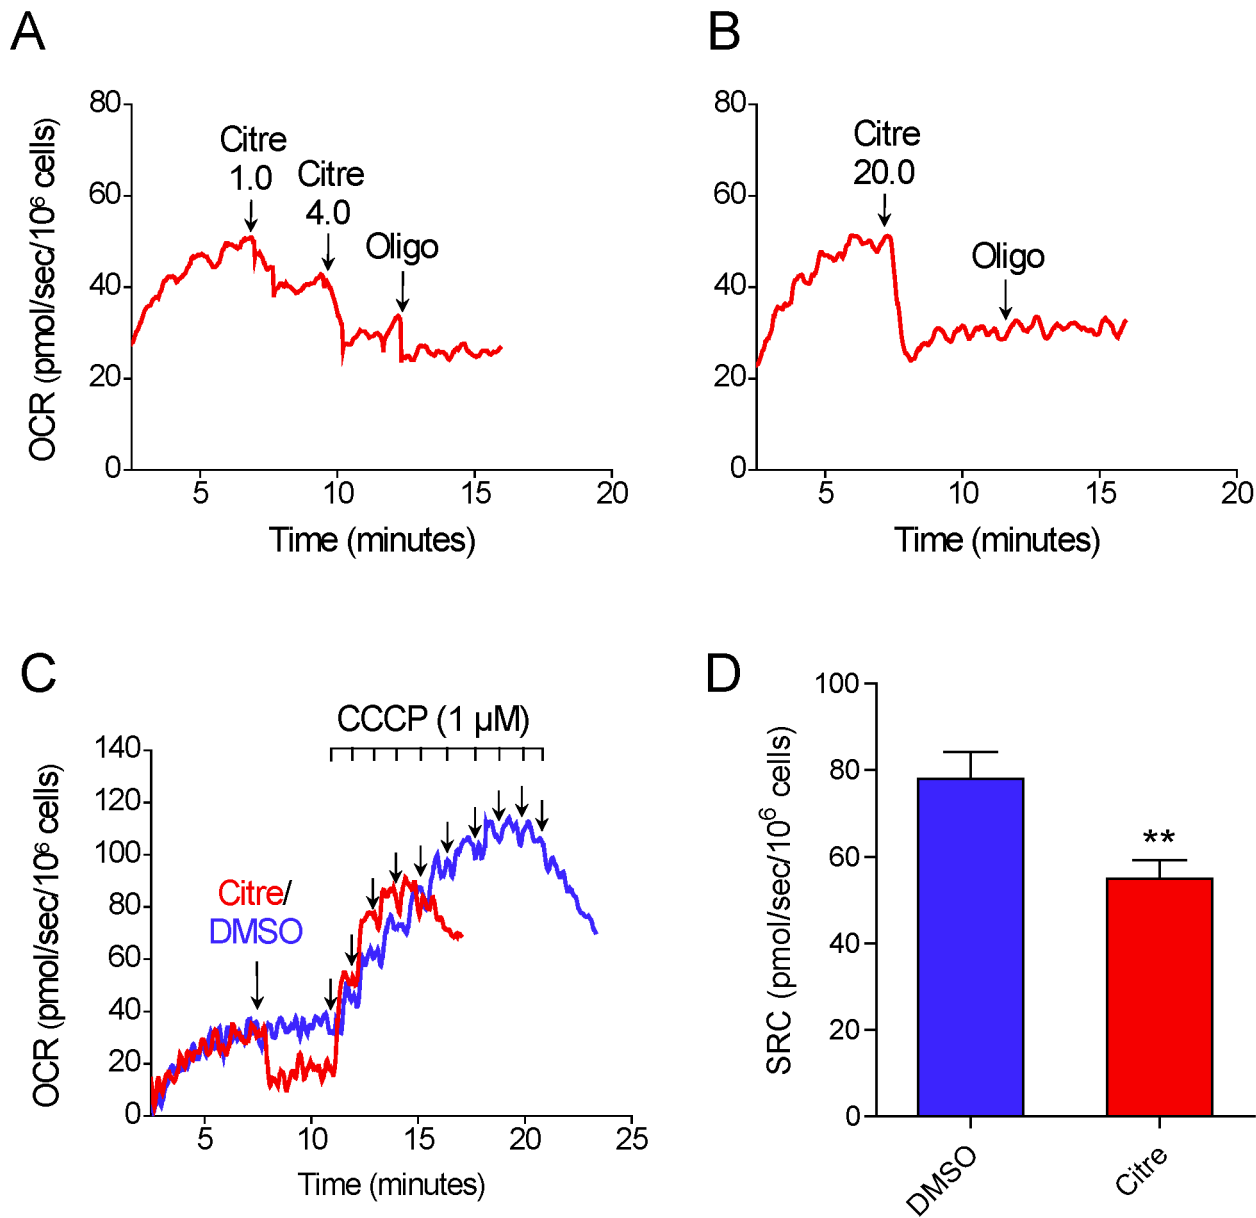 A
OCR (pmol/sec/10⁶ cells)
80
60
40
20
0
5
10
15
20
Time (minutes)
Citre
1.0
Citre
4.0
Oligo
B
80
60
40
20
0
5
10
15
20
Time (minutes)
Citre
20.0
Oligo
C
OCR (pmol/sec/10⁶ cells)
140
120
100
80
60
40
20
0
5
10
15
20
25
Time (minutes)
CCCP (1 µM)
Citre/
DMSO
D
SRC (pmol/sec/10⁶ cells)
100
80
60
40
20
0
**
DMSO
Citre